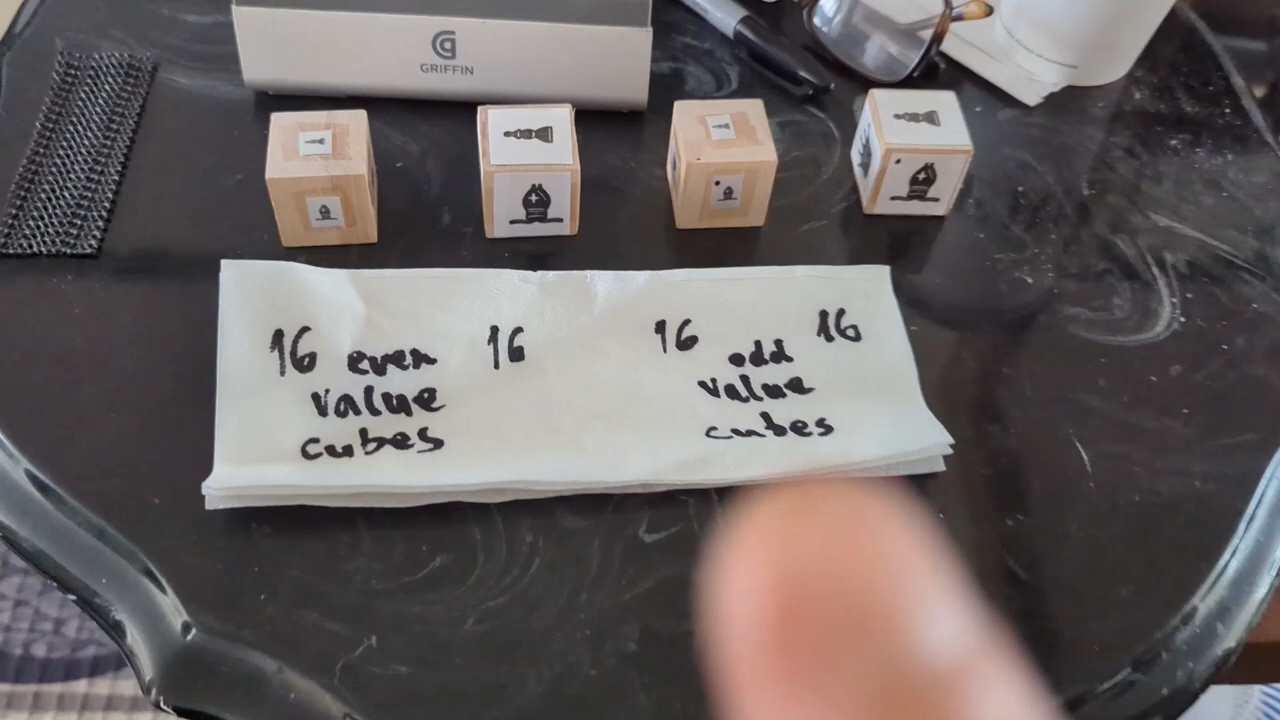 GRIFFIN
16 even 16
value
cubes
16 odd 16
value
cubes